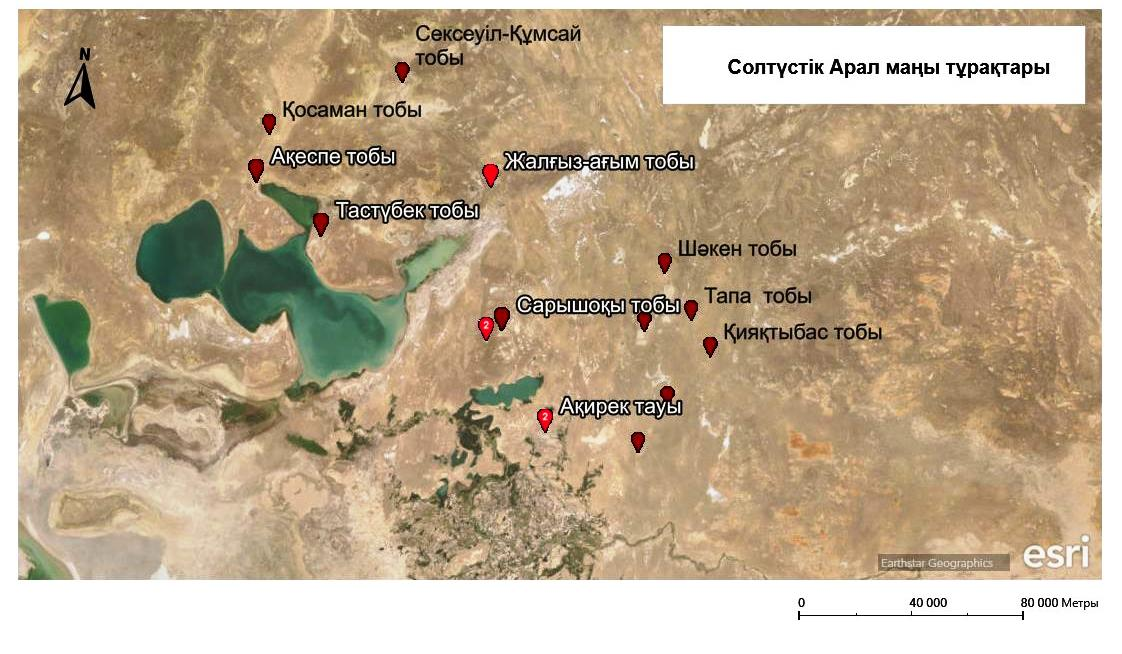 Сексеуіл-Құмсай
тобы
Солтүстік Арал маңы тұрақтары
N
Қосаман тобы
Ақеспе тобы
Жалғыз-ағым тобы
Тастүбек тобы
Шәкен тобы
Тапа тобы
Сарышоқы тобы
2
Қияқтыбас тобы
Ақирек тауы
2
Earthstar Geographics
esri
0 40 000 80 000 Метры